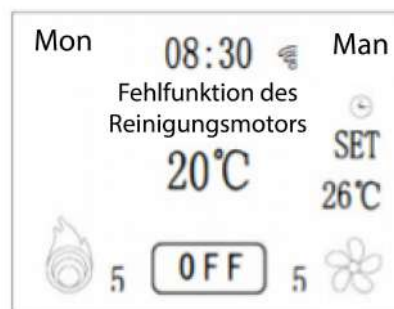 Mon 08:30 Man
Fehlfunktion des
Reinigungsmotors
SET
20℃
26℃
5 OFF 5